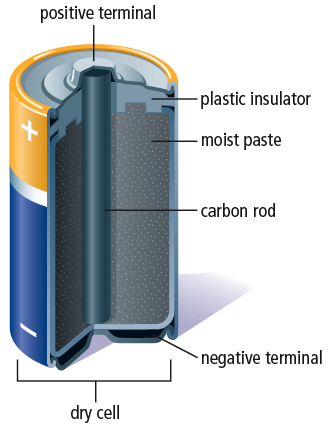 positive terminal
plastic insulator
moist paste
+
carbon rod
−
negative terminal
dry cell